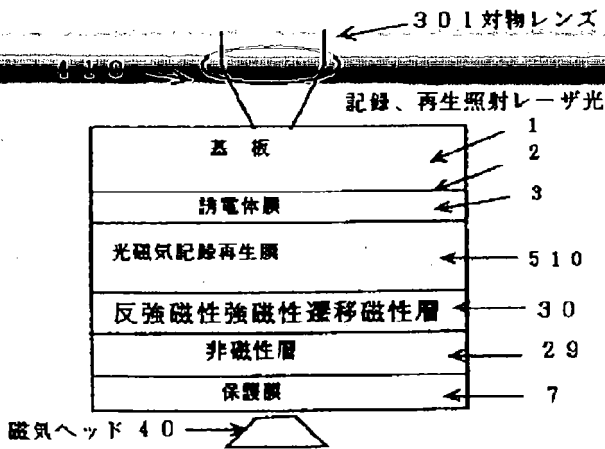 301対物レンズ
記録、再生照射レーザ光
基板
1
2
誘電体膜
3
光磁気記録再生膜
510
反強磁性強磁性遷移磁性層
30
非磁性層
29
保護膜
7
磁気ヘッド40